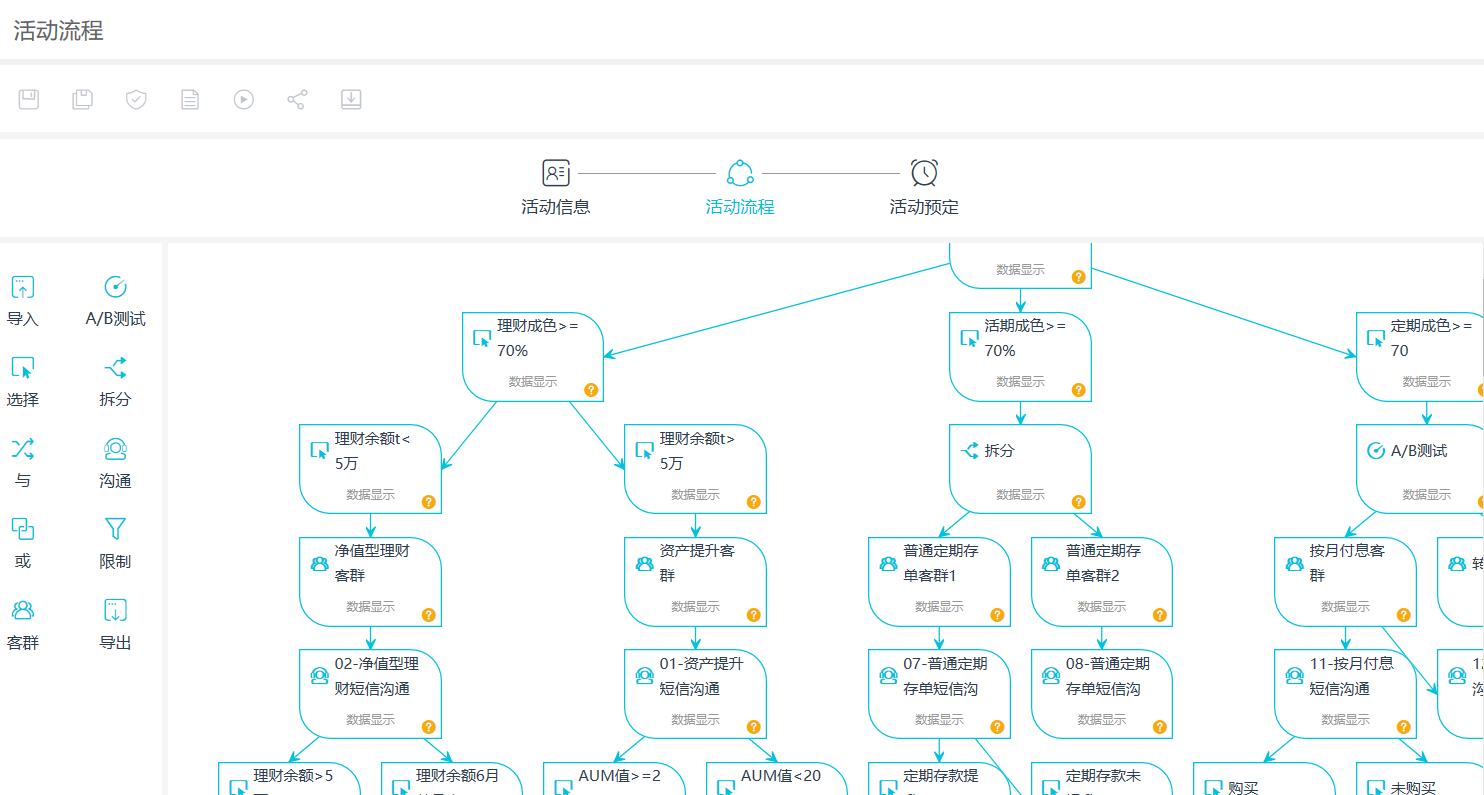 活动流程
活动信息
活动流程
活动预定
导入
A/B测试
选择
拆分
与
沟通
或
限制
客群
导出
数据显示
理财成色>=
70%
数据显示
活期成色>=
70%
数据显示
定期成色>=
70
数据显示
理财余额t<
5万
数据显示
理财余额t>
5万
数据显示
拆分
数据显示
A/B测试
数据显示
净值型理财
客群
数据显示
资产提升客
群
数据显示
普通定期存
单客群1
数据显示
普通定期存
单客群2
数据显示
按月付息客
群
数据显示
转
02-净值型理
财短信沟通
数据显示
01-资产提升
短信沟通
数据显示
07-普通定期
存单短信沟
数据显示
08-普通定期
存单短信沟
数据显示
11-按月付息
短信沟通
数据显示
12
沟
理财余额>5
理财余额6月
AUM值>=2
AUM值<20
定期存款提
定期存款未
购买
未购买